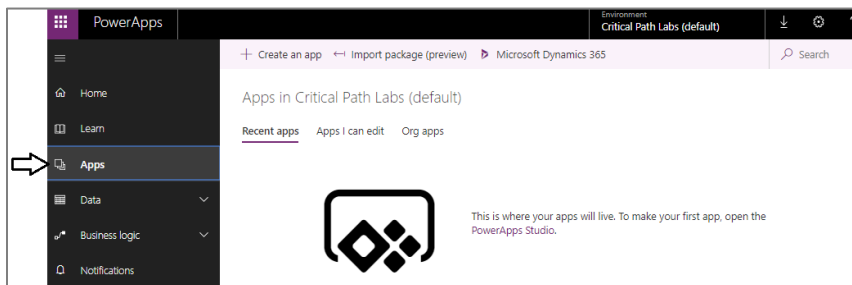 PowerApps
Environment
Critical Path Labs (default)
Create an app
Import package (preview)
Microsoft Dynamics 365
Search
Home
Learn
Apps
Data
Business logic
Notifications
Apps in Critical Path Labs (default)
Recent apps
Apps I can edit
Org apps
This is where your apps will live. To make your first app, open the
PowerApps Studio.